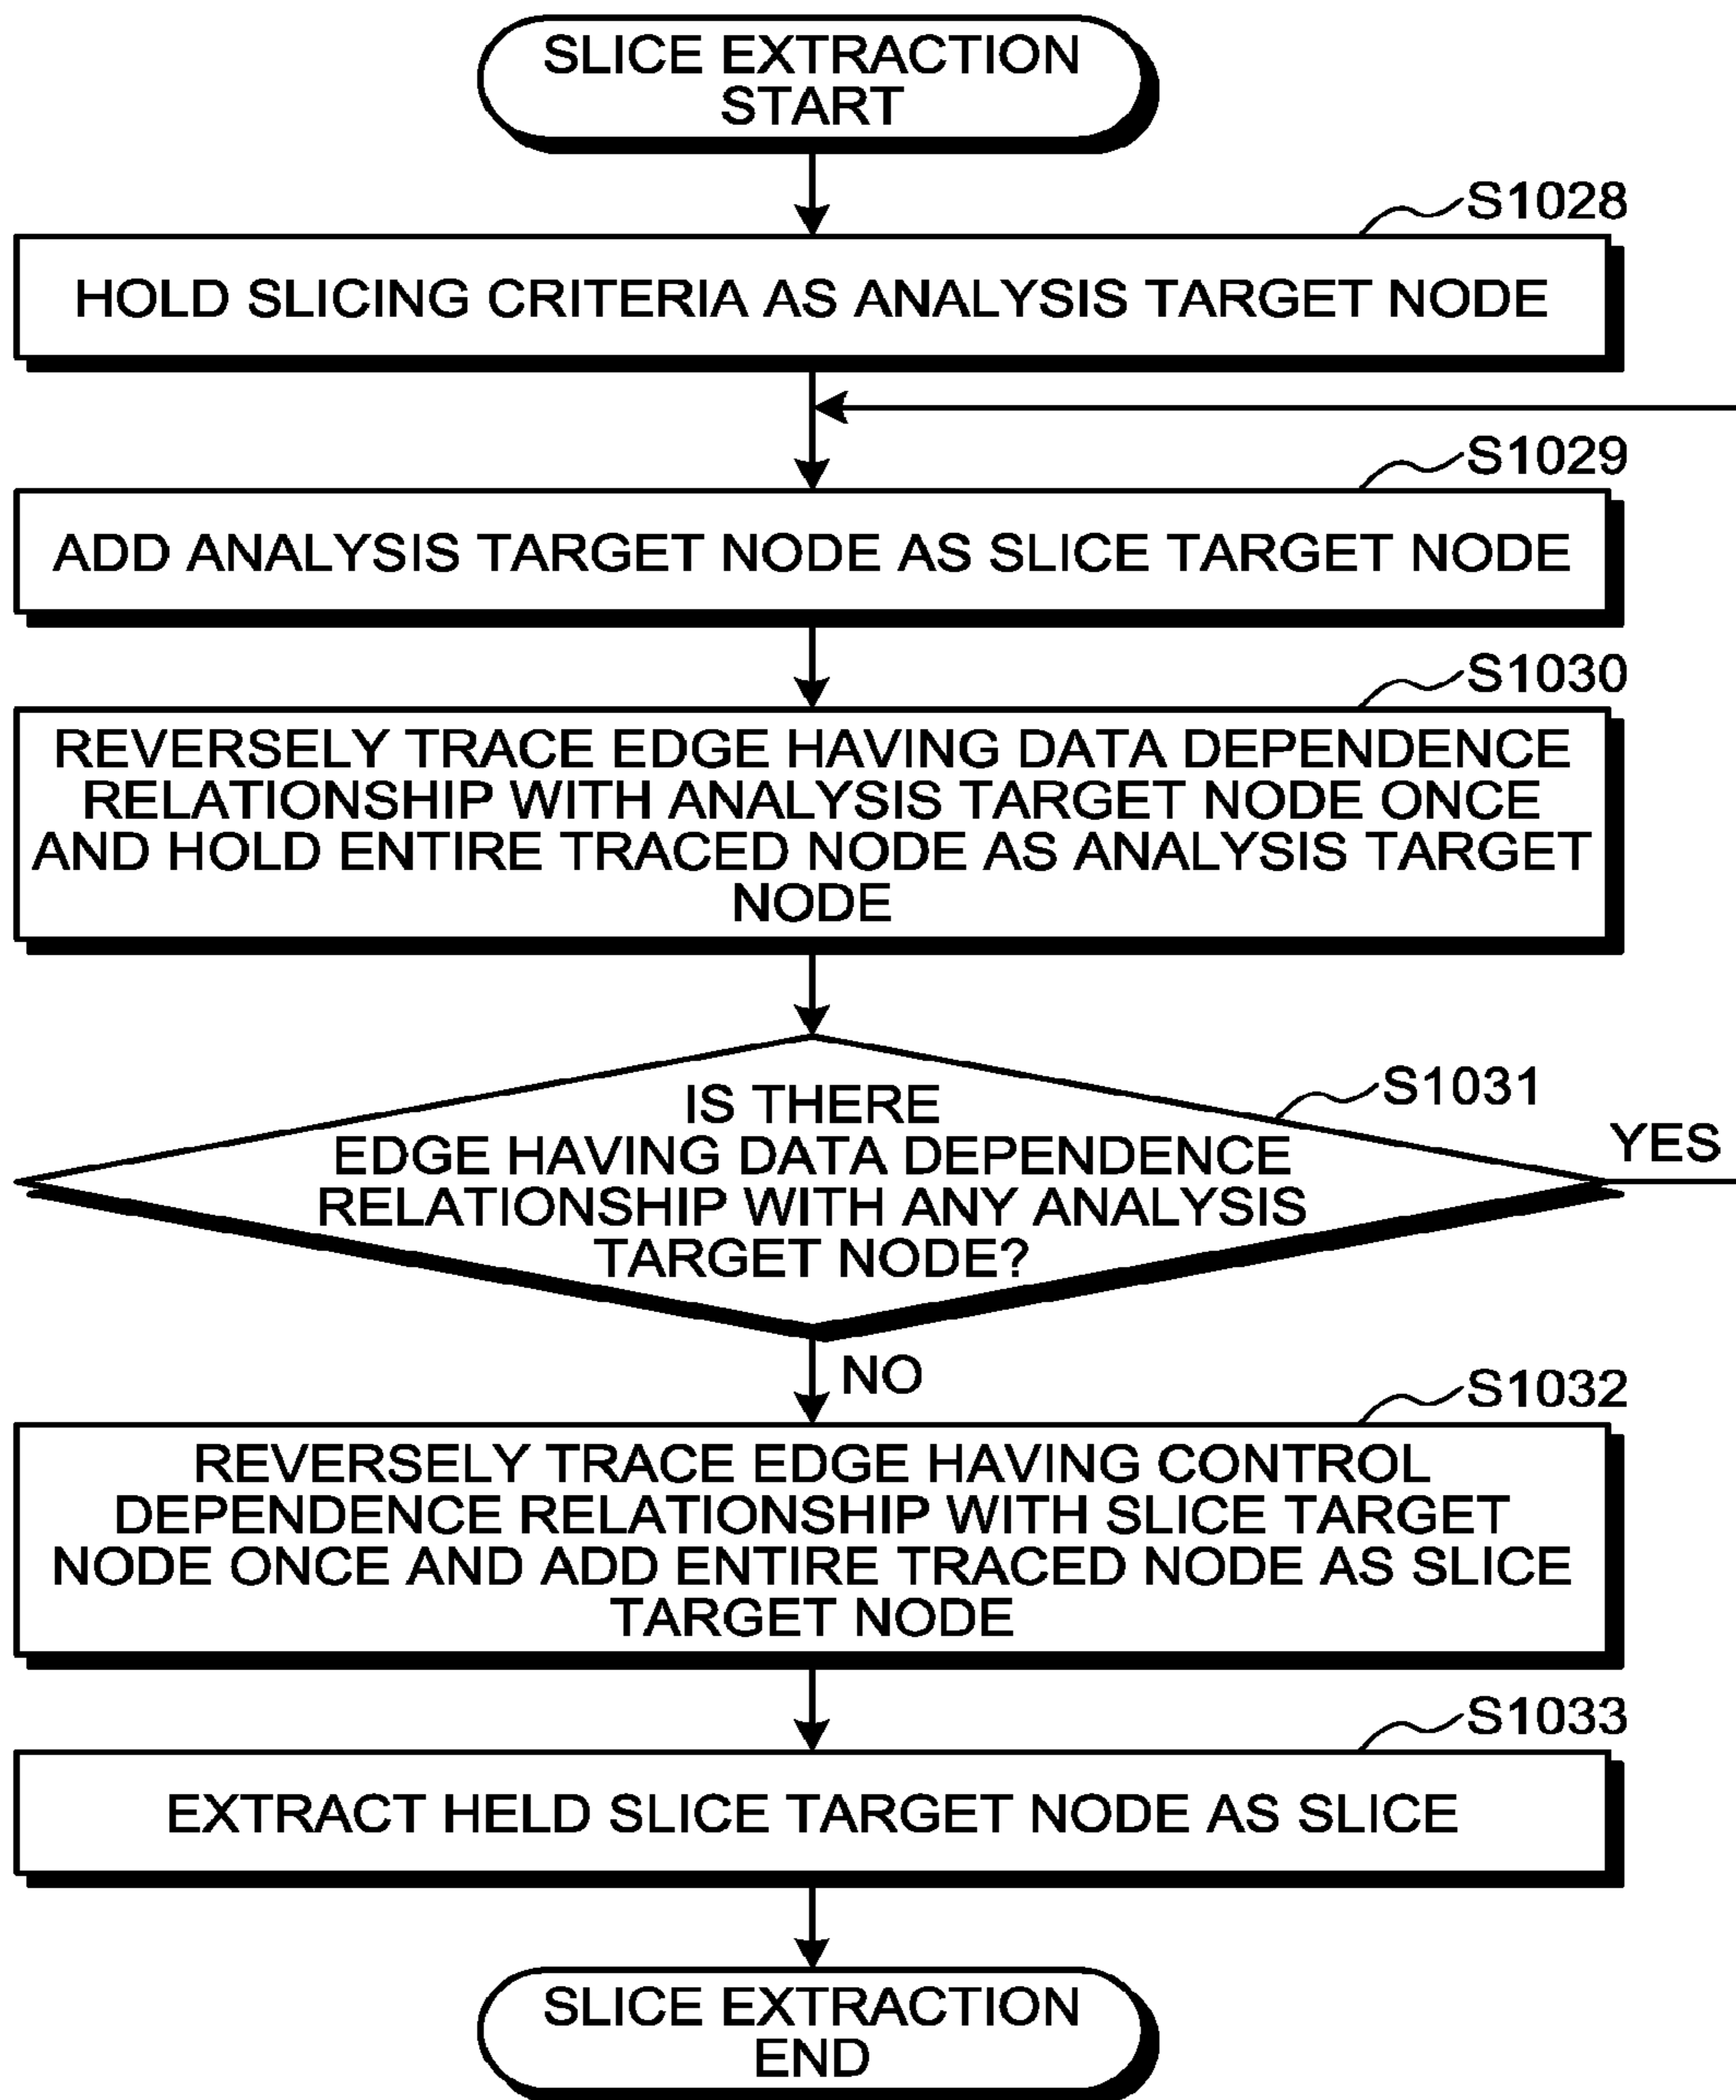 SLICE EXTRACTION
START
S1028
HOLD SLICING CRITERIA AS ANALYSIS TARGET NODE
S1029
ADD ANALYSIS TARGET NODE AS SLICE TARGET NODE
S1030
REVERSELY TRACE EDGE HAVING DATA DEPENDENCE
RELATIONSHIP WITH ANALYSIS TARGET NODE ONCE
AND HOLD ENTIRE TRACED NODE AS ANALYSIS TARGET
NODE
S1031
IS THERE
EDGE HAVING DATA DEPENDENCE
RELATIONSHIP WITH ANY ANALYSIS
TARGET NODE?
YES
NO
S1032
REVERSELY TRACE EDGE HAVING CONTROL
DEPENDENCE RELATIONSHIP WITH SLICE TARGET
NODE ONCE AND ADD ENTIRE TRACED NODE AS SLICE
TARGET NODE
S1033
EXTRACT HELD SLICE TARGET NODE AS SLICE
SLICE EXTRACTION
END